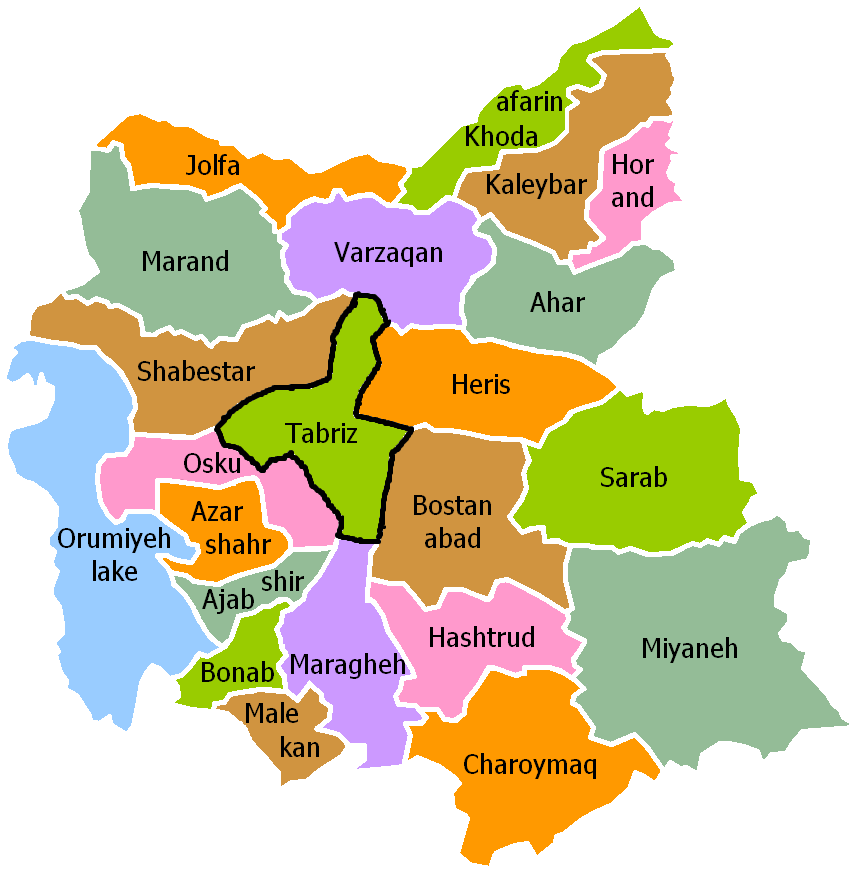 afarin
Khoda
Jolfa
Kaleybar
Hor
and
Marand
Varzaqan
Ahar
Shabestar
Heris
Tabriz
Osku
Sarab
Azar
shahr
Bostan
abad
Orumiyeh
lake
Ajab shir
Hashtrud
Miyaneh
Bonab
Maragheh
Male
kan
Charoymaq